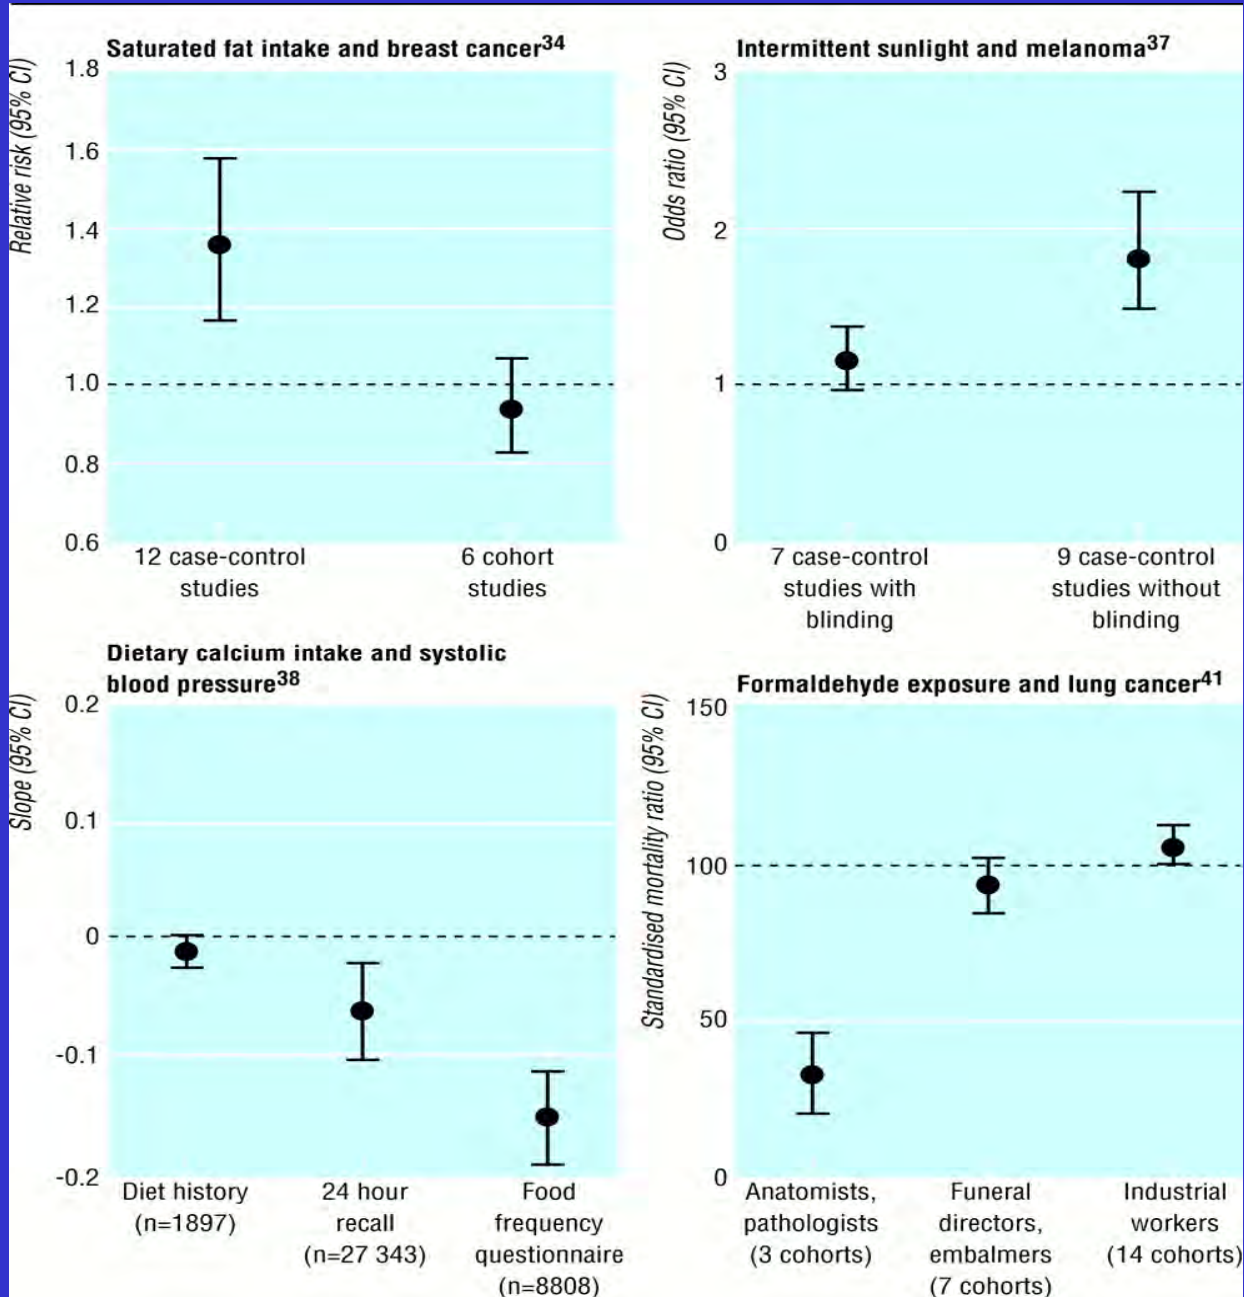 Saturated fat intake and breast cancer34
Relative risk (95% CI)
1.8
1.6
1.4
1.2
1.0
0.8
0.6
12 case-control
studies
6 cohort
studies
Intermittent sunlight and melanoma37
Odds ratio (95% CI)
3
2
1
0
7 case-control
studies with
blinding
9 case-control
studies without
blinding
Dietary calcium intake and systolic
blood pressure38
Slope (95% CI)
0.2
0.1
0
-0.1
-0.2
Diet history
(n=1897)
24 hour
recall
(n=27 343)
Food
frequency
questionnaire
(n=8808)
Formaldehyde exposure and lung cancer41
Standardised mortality ratio (95% CI)
150
100
50
0
Anatomists,
pathologists
(3 cohorts)
Funeral
directors,
embalmers
(7 cohorts)
Industrial
workers
(14 cohorts)